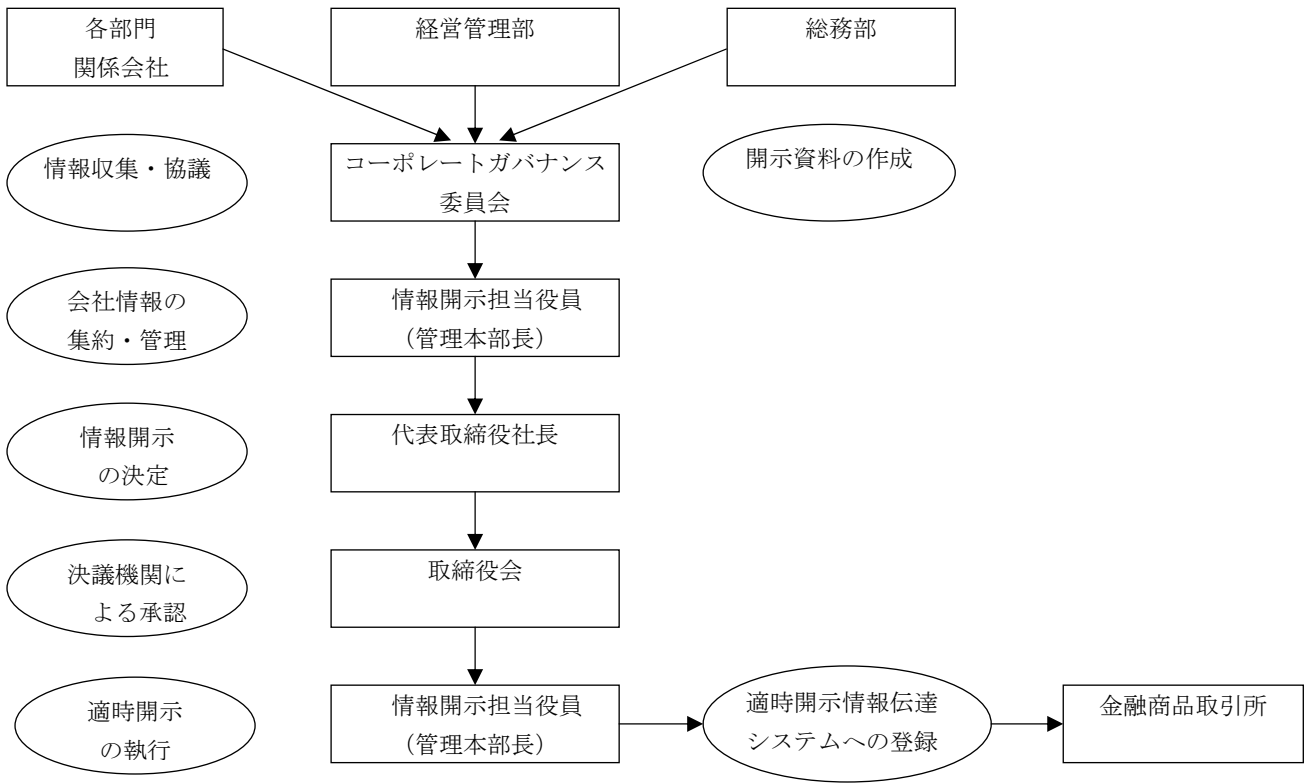 各部門
関係会社
経営管理部
総務部
情報収集・協議
コーポレートガバナンス
委員会
開示資料の作成
会社情報の
集約・管理
情報開示担当役員
（管理本部長）
情報開示
の決定
代表取締役社長
決議機関に
よる承認
取締役会
適時開示
の執行
情報開示担当役員
（管理本部長）
適時開示情報伝達
システムへの登録
金融商品取引所